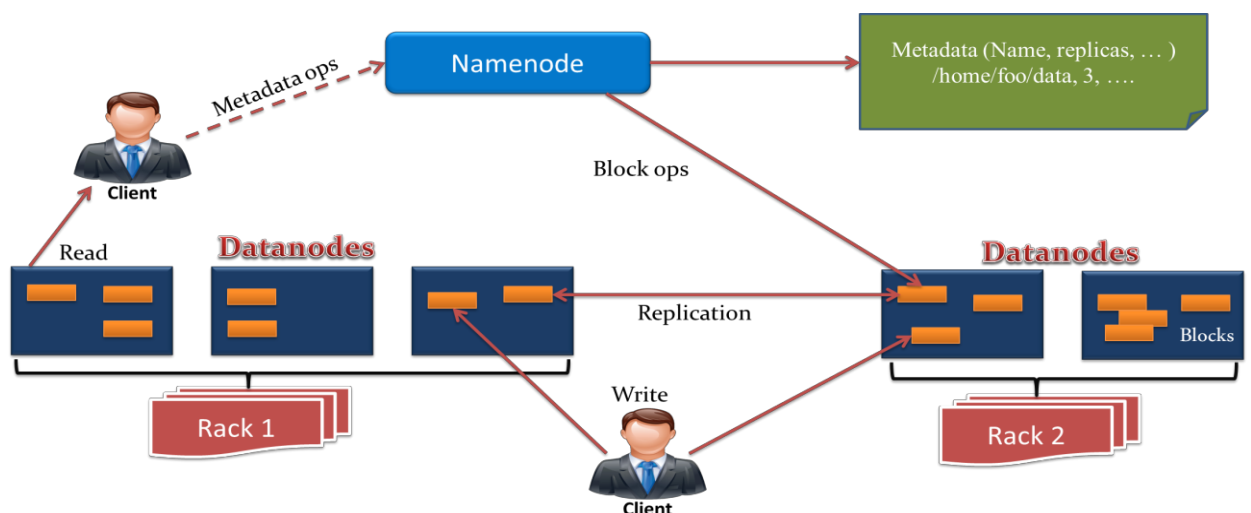 Namenode
Metadata (Name, replicas, … )
/home/foo/data, 3, ….
Metadata ops
Client
Block ops
Read
Datanodes
Datanodes
Replication
Blocks
Write
Rack 1
Rack 2
Client